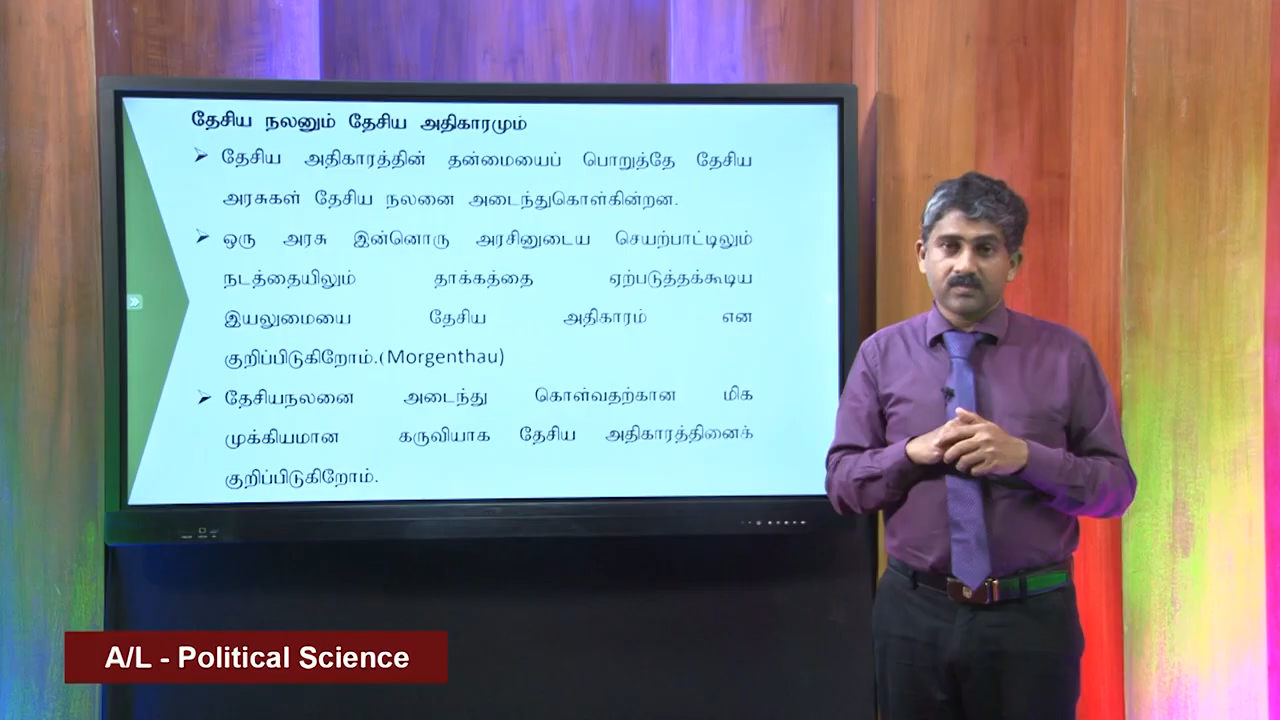 தேசிய நலனும் தேசிய அதிகாரமும்
➢ தேசிய அதிகாரத்தின் தன்மையைப் பொறுத்தே தேசிய
அரசுகள் தேசிய நலனை அடைந்துகொள்கின்றன.
➢ ஒரு அரசு இன்னொரு அரசினுடைய செயற்பாட்டிலும்
நடத்தையிலும் தாக்கத்தை ஏற்படுத்தக்கூடிய
இயலுமையை தேசிய அதிகாரம் என
குறிப்பிடுகிறோம்.(Morgenthau)
➢ தேசியநலனை அடைந்து கொள்வதற்கான மிக
முக்கியமான கருவியாக தேசிய அதிகாரத்தினைக்
குறிப்பிடுகிறோம்.
A/L - Political Science